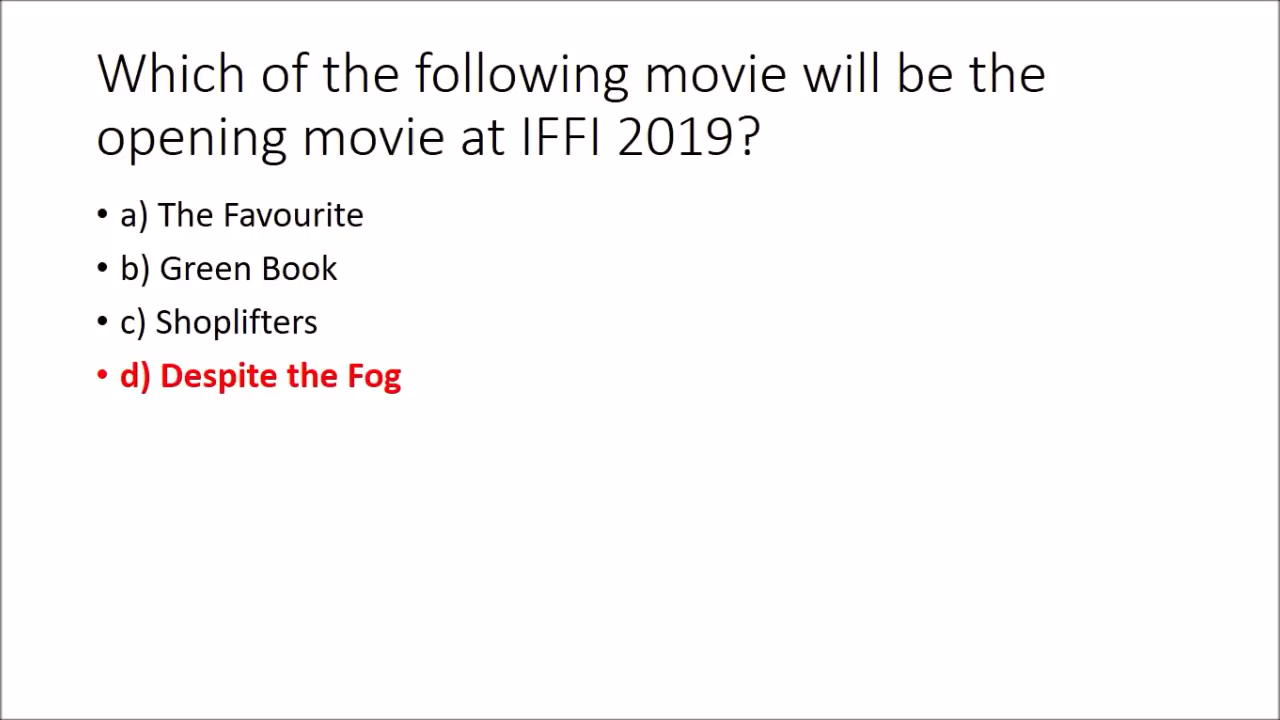 Which of the following movie will be the
opening movie at IFFI 2019?
• a) The Favourite
• b) Green Book
• c) Shoplifters
• d) Despite the Fog